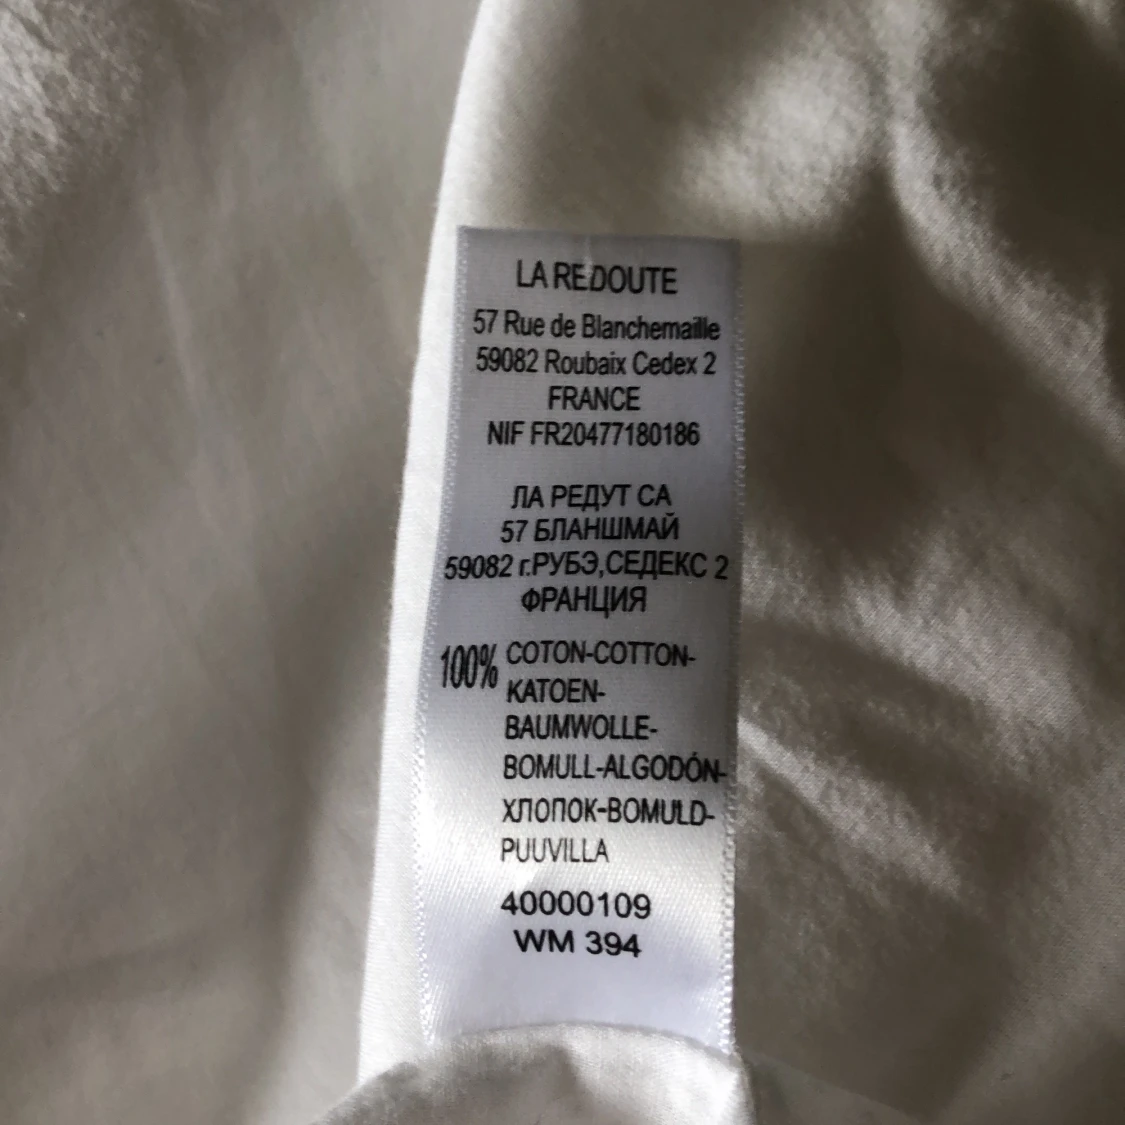 LA REDOUTE
57 Rue de Blanchemaille
59082 Roubaix Cedex 2
FRANCE
NIF FR20477180186
ЛА РЕДУТ СА
57 БЛАНШМАЙ
59082 г.РУБЭ,СЕДЕКС 2
ФРАНЦИЯ
100% COTON-COTTON-
KATOEN-
BAUMWOLLE-
BOMULL-ALGODÓN-
ХЛОПОК-BOMULD-
PUUVILLA
40000109
WM 394